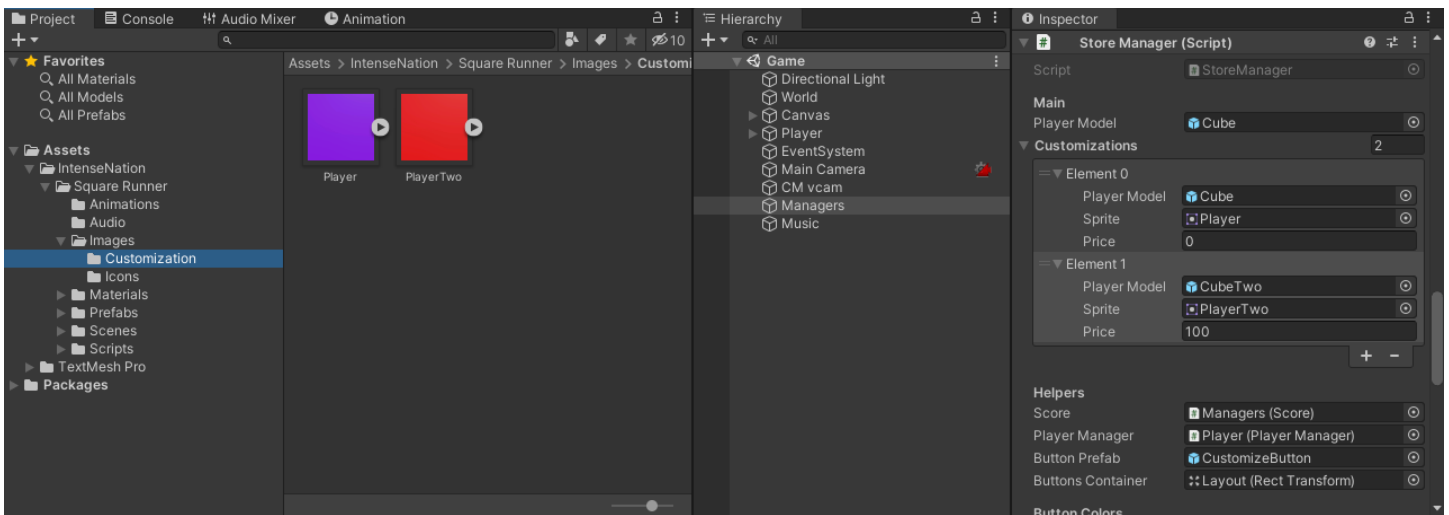 Project
Console
Audio Mixer
Animation
10
Favorites
All Materials
All Models
All Prefabs
Assets
IntenseNation
Square Runner
Animations
Audio
Images
Customization
Icons
Materials
Prefabs
Scenes
Scripts
TextMesh Pro
Packages
Assets > IntenseNation > Square Runner > Images > Customi
Player
PlayerTwo
Hierarchy
All
Game
Directional Light
World
Canvas
Player
EventSystem
Main Camera
CM vcam
Managers
Music
Inspector
# Store Manager (Script)
Script StoreManager
Main
Player Model Cube
Customizations 2
Element 0
Player Model Cube
Sprite Player
Price 0
Element 1
Player Model CubeTwo
Sprite PlayerTwo
Price 100
+ −
Helpers
Score Managers (Score)
Player Manager Player (Player Manager)
Button Prefab CustomizeButton
Buttons Container Layout (Rect Transform)
Button Colors